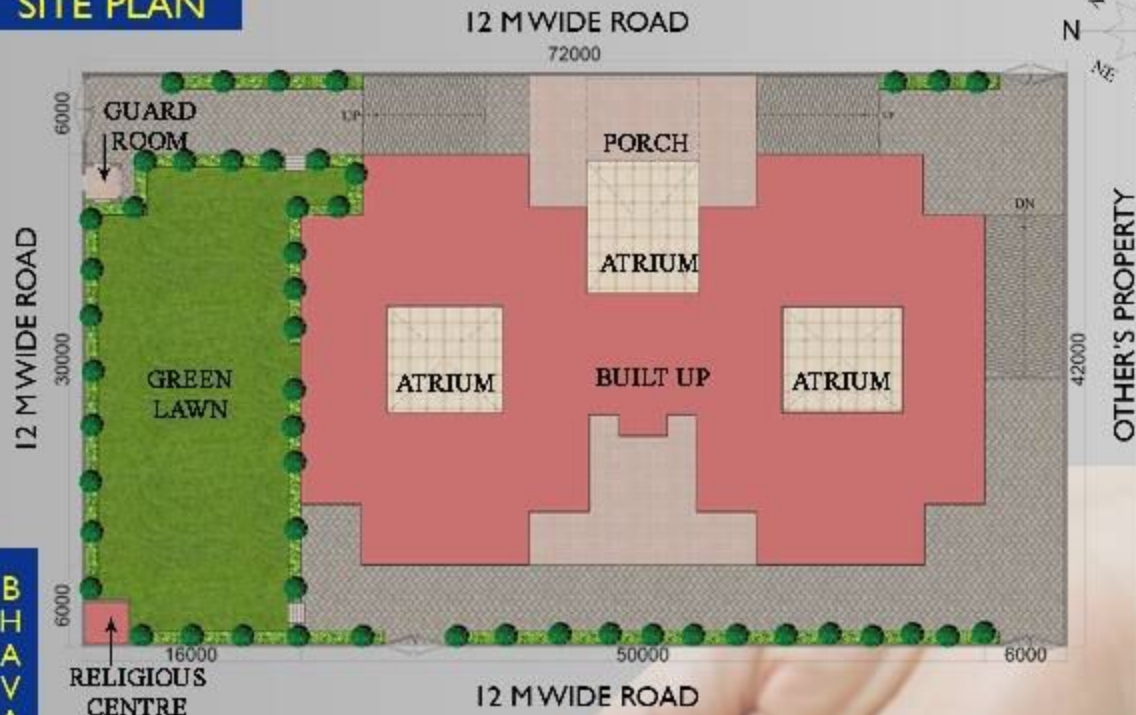 SITE PLAN
12 M WIDE ROAD
72000
N
NE
6000
GUARD
ROOM
UP
PORCH
DN
ATRIUM
12 M WIDE ROAD
30000
GREEN
LAWN
ATRIUM
BUILT UP
ATRIUM
42000
OTHER'S PROPERTY
B
H
A
V
6000
16000
50000
6000
RELIGIOUS
CENTRE
12 M WIDE ROAD